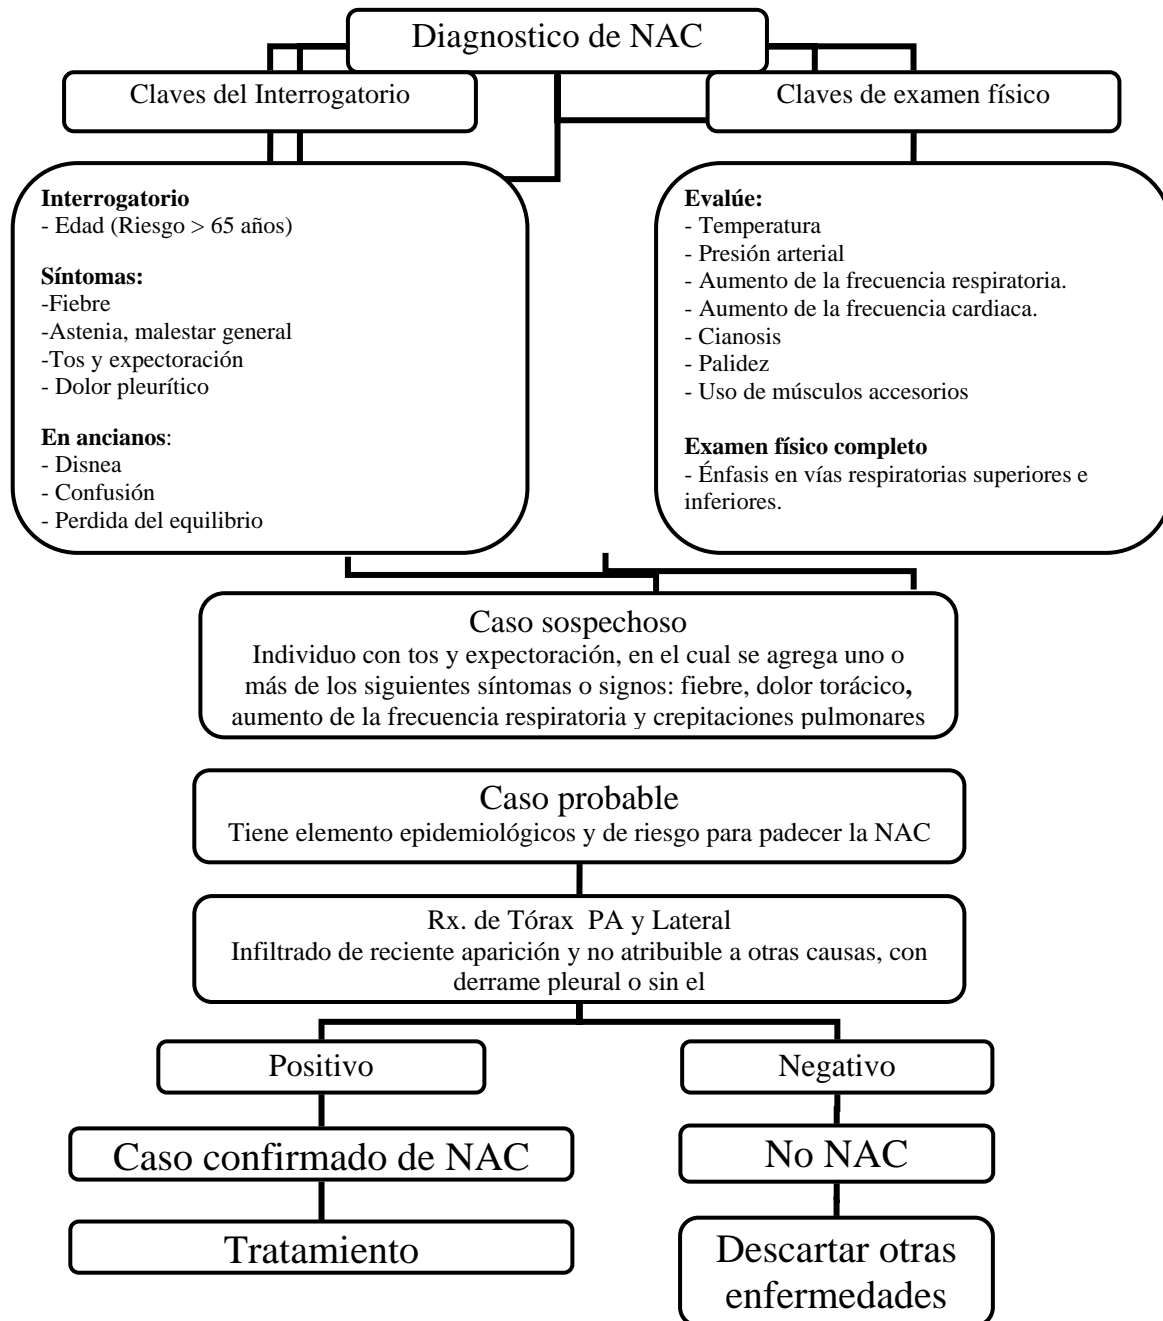 Diagnostico de NAC
Claves del Interrogatorio
Claves de examen físico
Interrogatorio
- Edad (Riesgo > 65 años)
Síntomas:
-Fiebre
-Astenia, malestar general
-Tos y expectoración
- Dolor pleurítico
En ancianos:
- Disnea
- Confusión
- Perdida del equilibrio
Evalúe:
- Temperatura
- Presión arterial
- Aumento de la frecuencia respiratoria.
- Aumento de la frecuencia cardiaca.
- Cianosis
- Palidez
- Uso de músculos accesorios
Examen físico completo
- Énfasis en vías respiratorias superiores e
inferiores.
Caso sospechoso
Individuo con tos y expectoración, en el cual se agrega uno o
más de los siguientes síntomas o signos: fiebre, dolor torácico,
aumento de la frecuencia respiratoria y crepitaciones pulmonares
Caso probable
Tiene elemento epidemiológicos y de riesgo para padecer la NAC
Rx. de Tórax PA y Lateral
Infiltrado de reciente aparición y no atribuible a otras causas, con
derrame pleural o sin el
Positivo
Negativo
Caso confirmado de NAC
No NAC
Tratamiento
Descartar otras
enfermedades